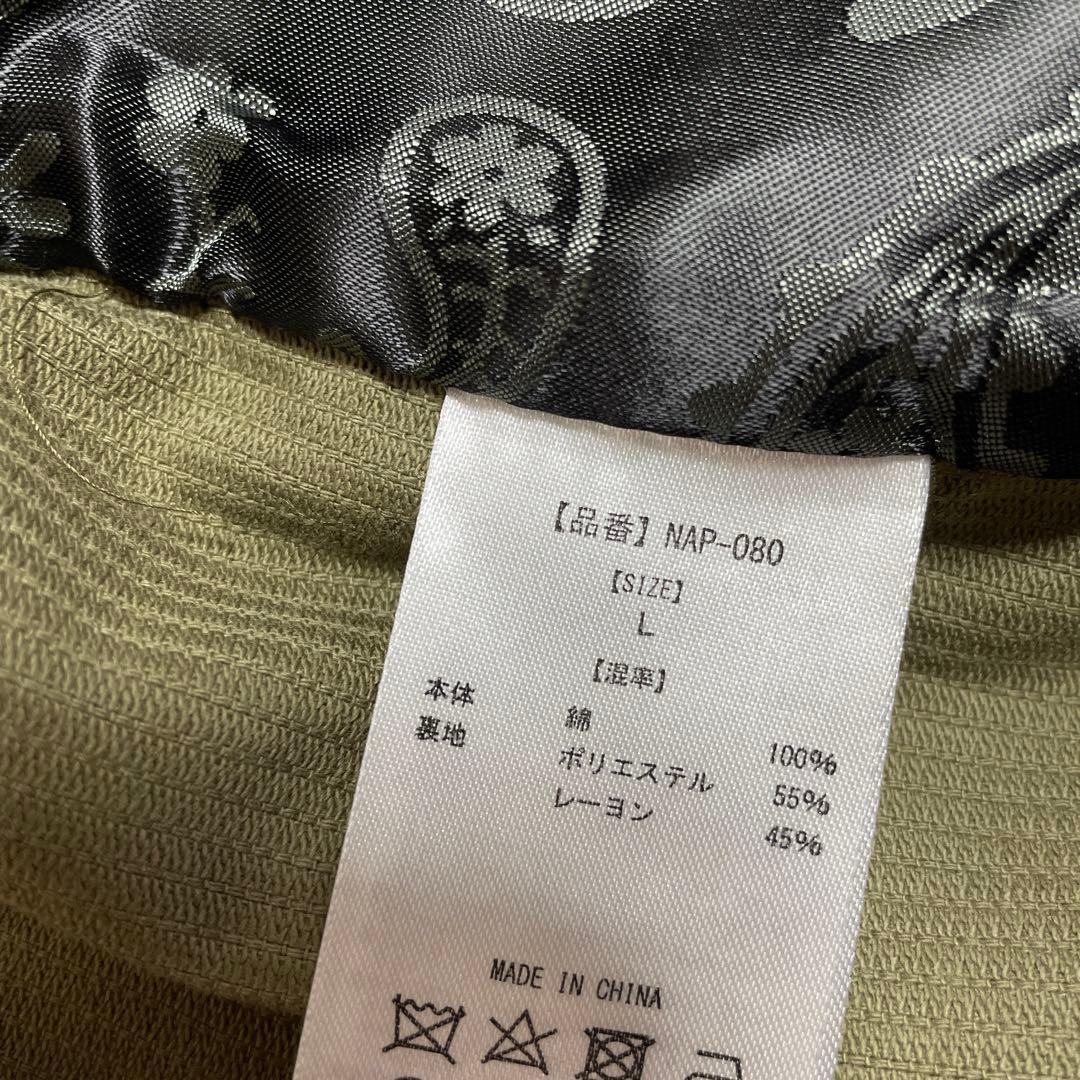 【品番】NAP-080
【SIZE】
L
【混率】
本体 綿 100%
裏地 ポリエステル 55%
レーヨン 45%
MADE IN CHINA